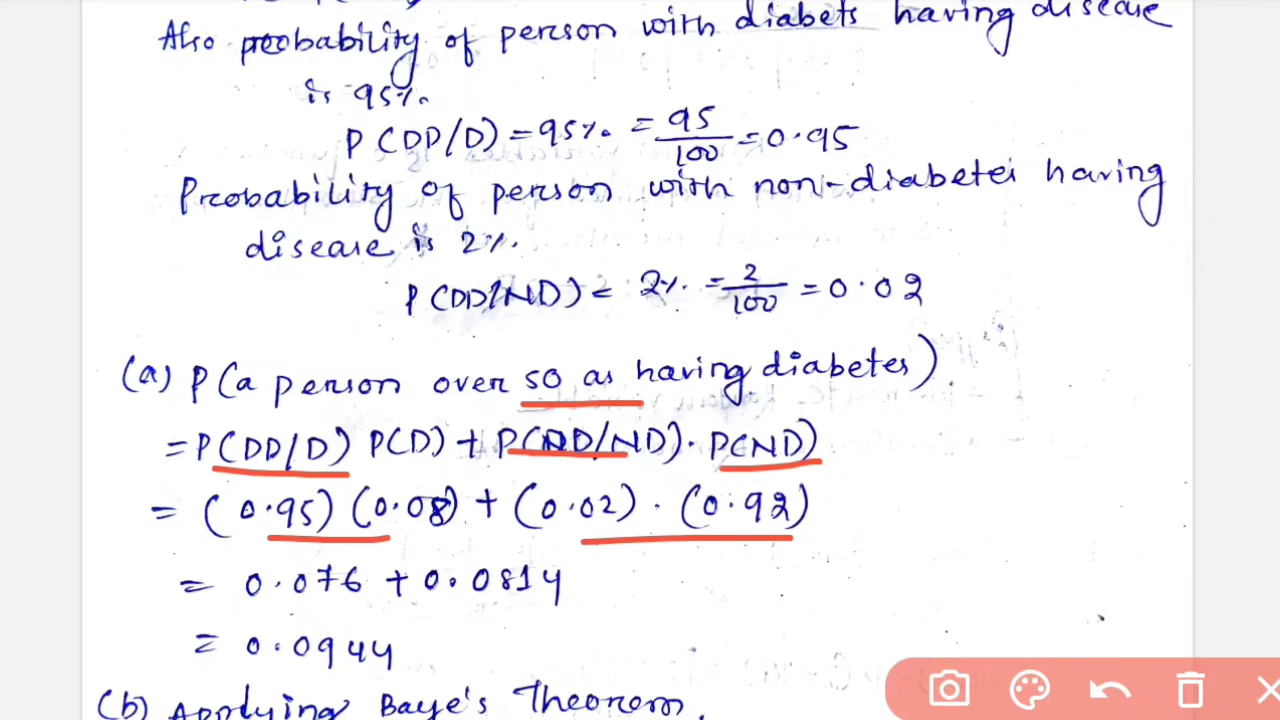 Also probability of person with diabets having disease
is 95%.
P(DD/D) = 95% = 95/100 = 0.95
Probability of person with non-diabetes having
disease is 2%.
P(DD/ND) = 2% = 2/100 = 0.02
(a) P(a person over 50 as having diabetes)
= P(DD/D) P(D) + P(DD/ND). P(ND)
= (0.95) (0.08) + (0.02) . (0.92)
= 0.076 + 0.0814
= 0.0944
(b) Applying Baye's Theorem.